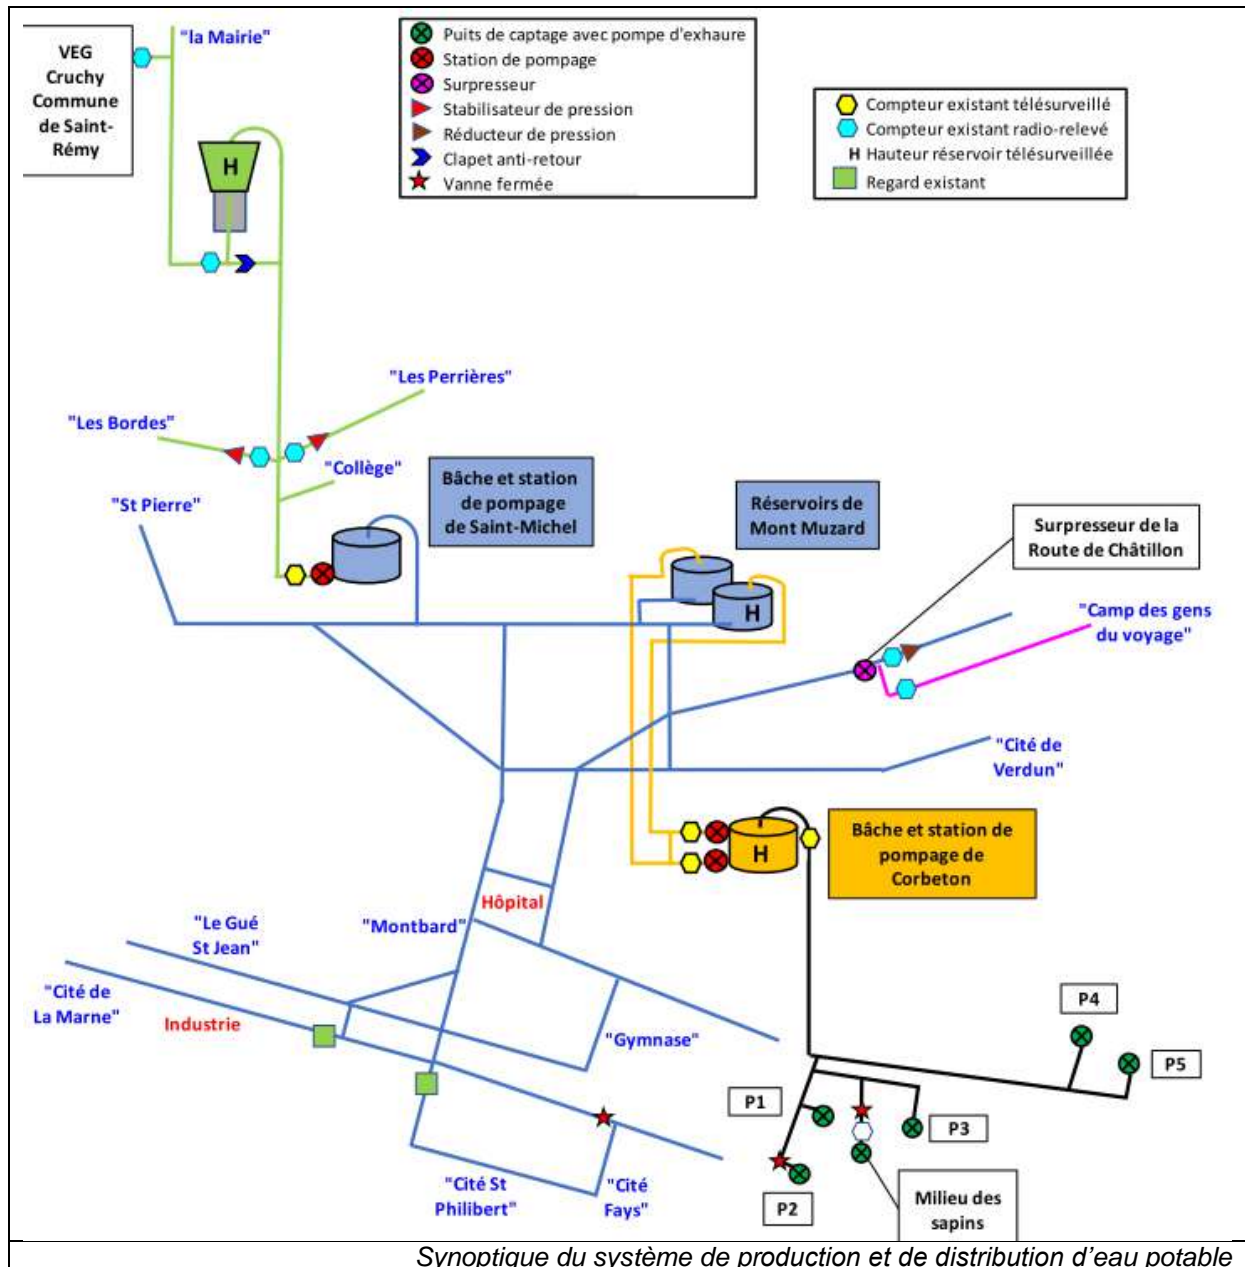 VEG
Cruchy
Commune
de Saint-
Rémy
"la Mairie"
Puits de captage avec pompe d'exhaure
Station de pompage
Surpresseur
Stabilisateur de pression
Réducteur de pression
Clapet anti-retour
Vanne fermée
Compteur existant télésurveillé
Compteur existant radio-relevé
H Hauteur réservoir télésurveillée
Regard existant
H
"Les Perrières"
"Les Bordes"
"Collège"
"St Pierre"
Bâche et station
de pompage
de Saint-Michel
Réservoirs de
Mont Muzard
Surpresseur de la
Route de Châtillon
H
"Camp des gens
du voyage"
"Cité de
Verdun"
H
Bâche et station de
pompage de
Corbeton
Hôpital
"Montbard"
"Le Gué
St Jean"
"Cité de
La Marne"
Industrie
"Gymnase"
P4
P5
P1
P3
P2
"Cité St
Philibert"
"Cité
Fays"
Milieu des
sapins
Synoptique du système de production et de distribution d'eau potable